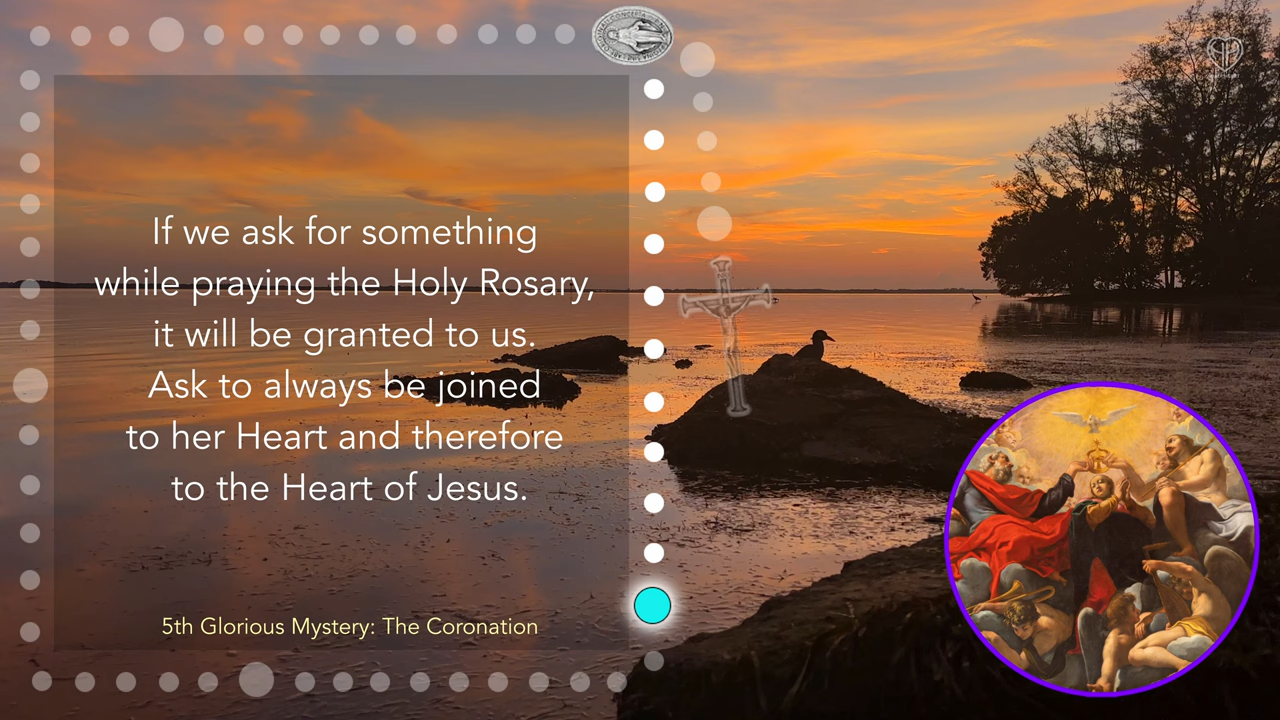 If we ask for something
while praying the Holy Rosary,
it will be granted to us.
Ask to always be joined
to her Heart and therefore
to the Heart of Jesus.
5th Glorious Mystery: The Coronation